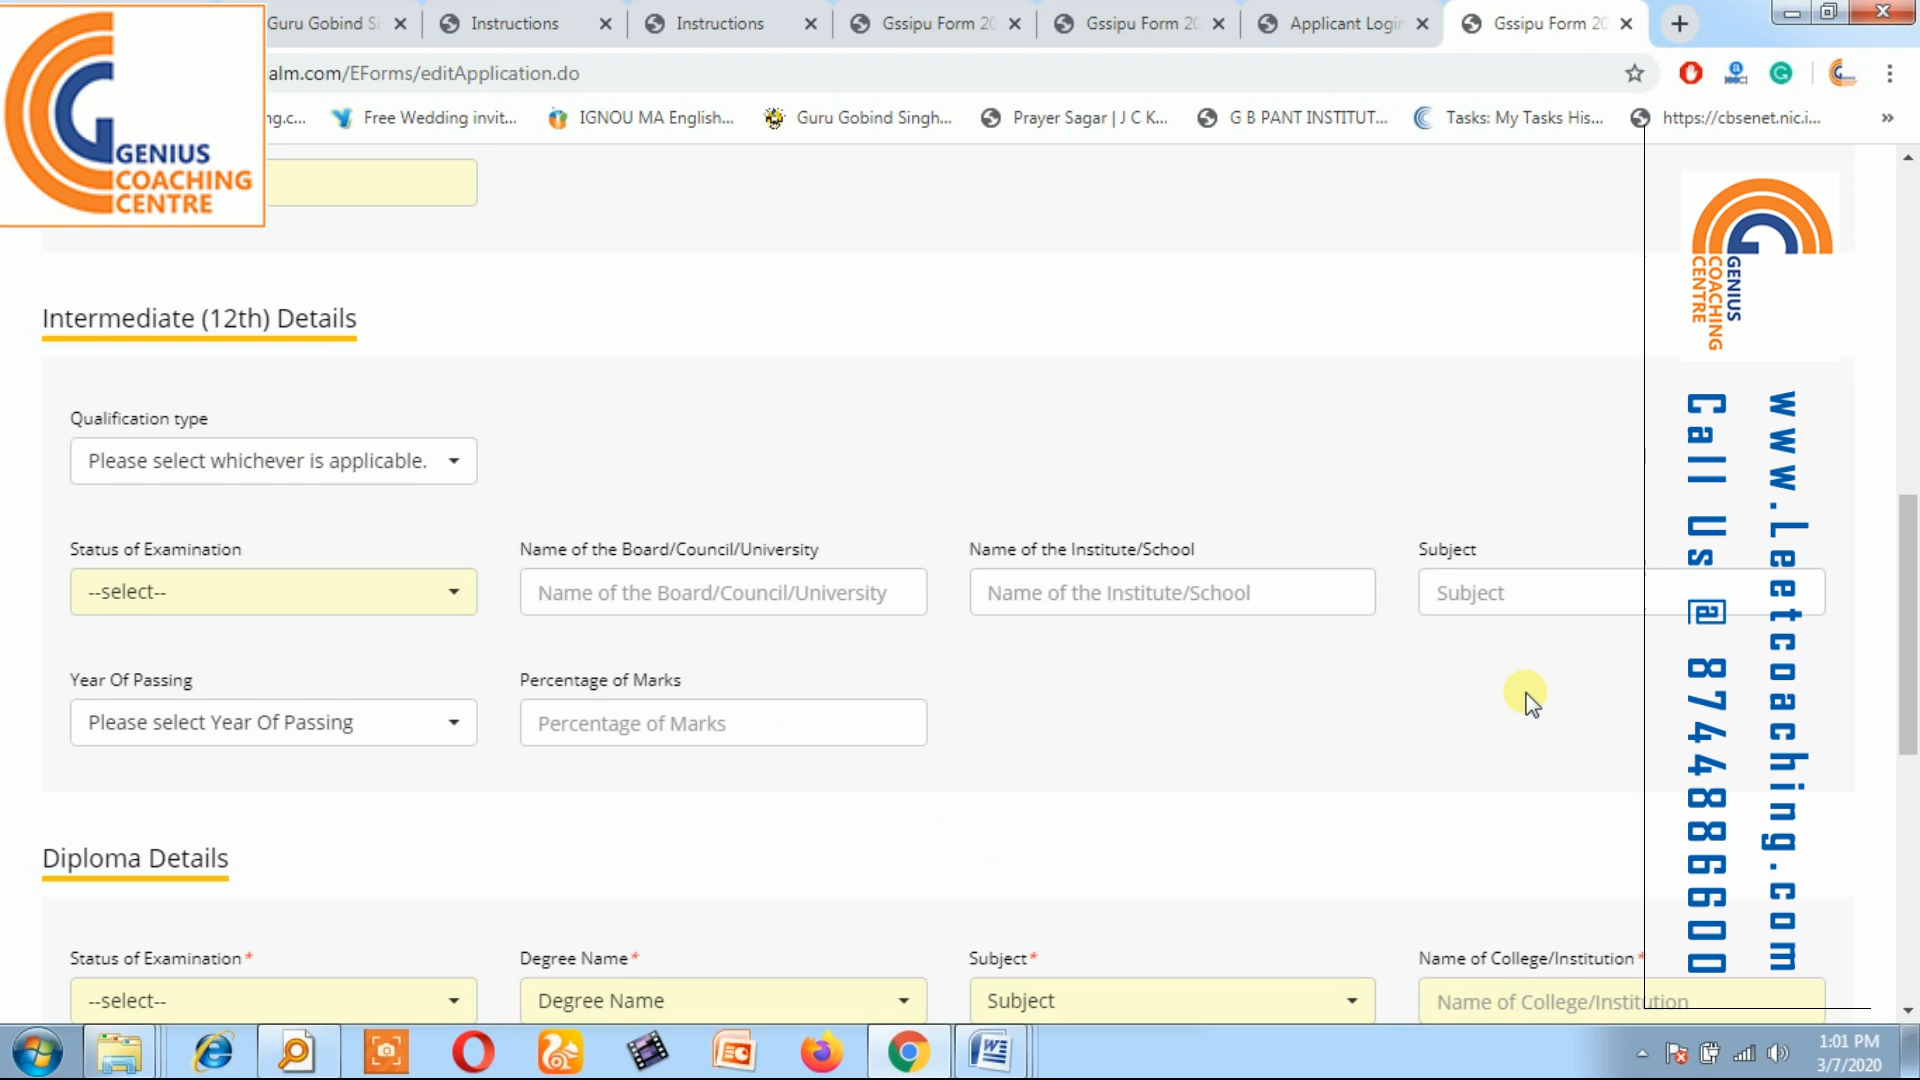 Guru Gobind Si
Instructions
Instructions
Gssipu Form 20
Gssipu Form 20
Applicant Login
Gssipu Form 20
alm.com/EForms/editApplication.do
ng.c...
Free Wedding invit...
IGNOU MA English...
Guru Gobind Singh...
Prayer Sagar | J C K...
G B PANT INSTITUT...
Tasks: My Tasks His...
https://cbsenet.nic.i...
»
GENIUS
COACHING
CENTRE
GENIUS
COACHING
CENTRE
Intermediate (12th) Details
Qualification type
Please select whichever is applicable.
Status of Examination
Name of the Board/Council/University
Name of the Institute/School
Subject
--select--
Name of the Board/Council/University
Name of the Institute/School
Subject
Year Of Passing
Percentage of Marks
Please select Year Of Passing
Percentage of Marks
www.Leetcoaching.com
Call Us @ 8744886600
Diploma Details
Status of Examination *
Degree Name *
Subject *
Name of College/Institution *
--select--
Degree Name
Subject
Name of College/Institution
1:01 PM
3/7/2020